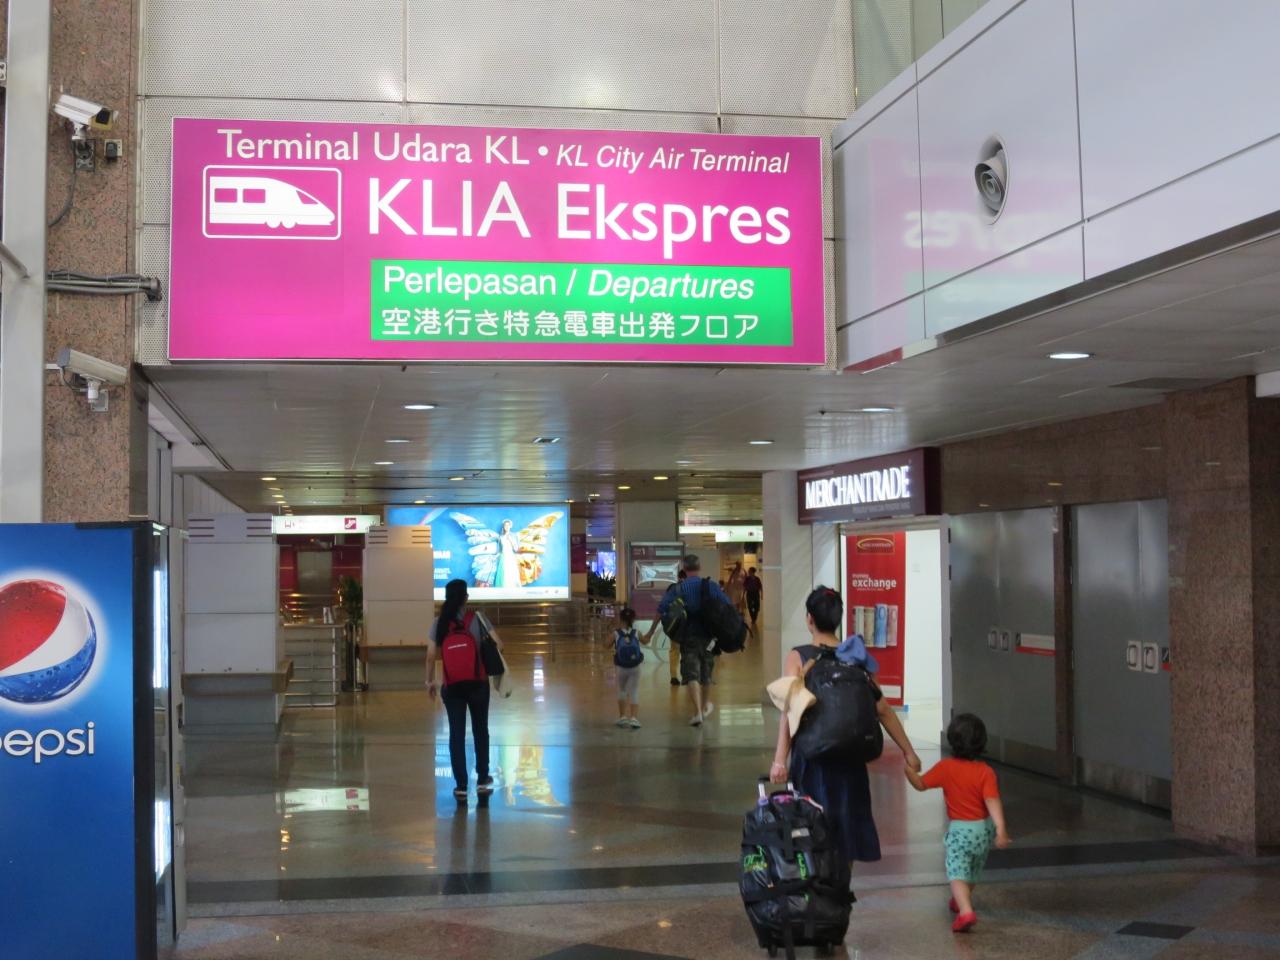 Terminal Udara KL • KL City Air Terminal
KLIA Ekspres
Perlepasan / Departures
空港行き特急電車出発フロア
MERCHANTRADE
money
exchange
pepsi